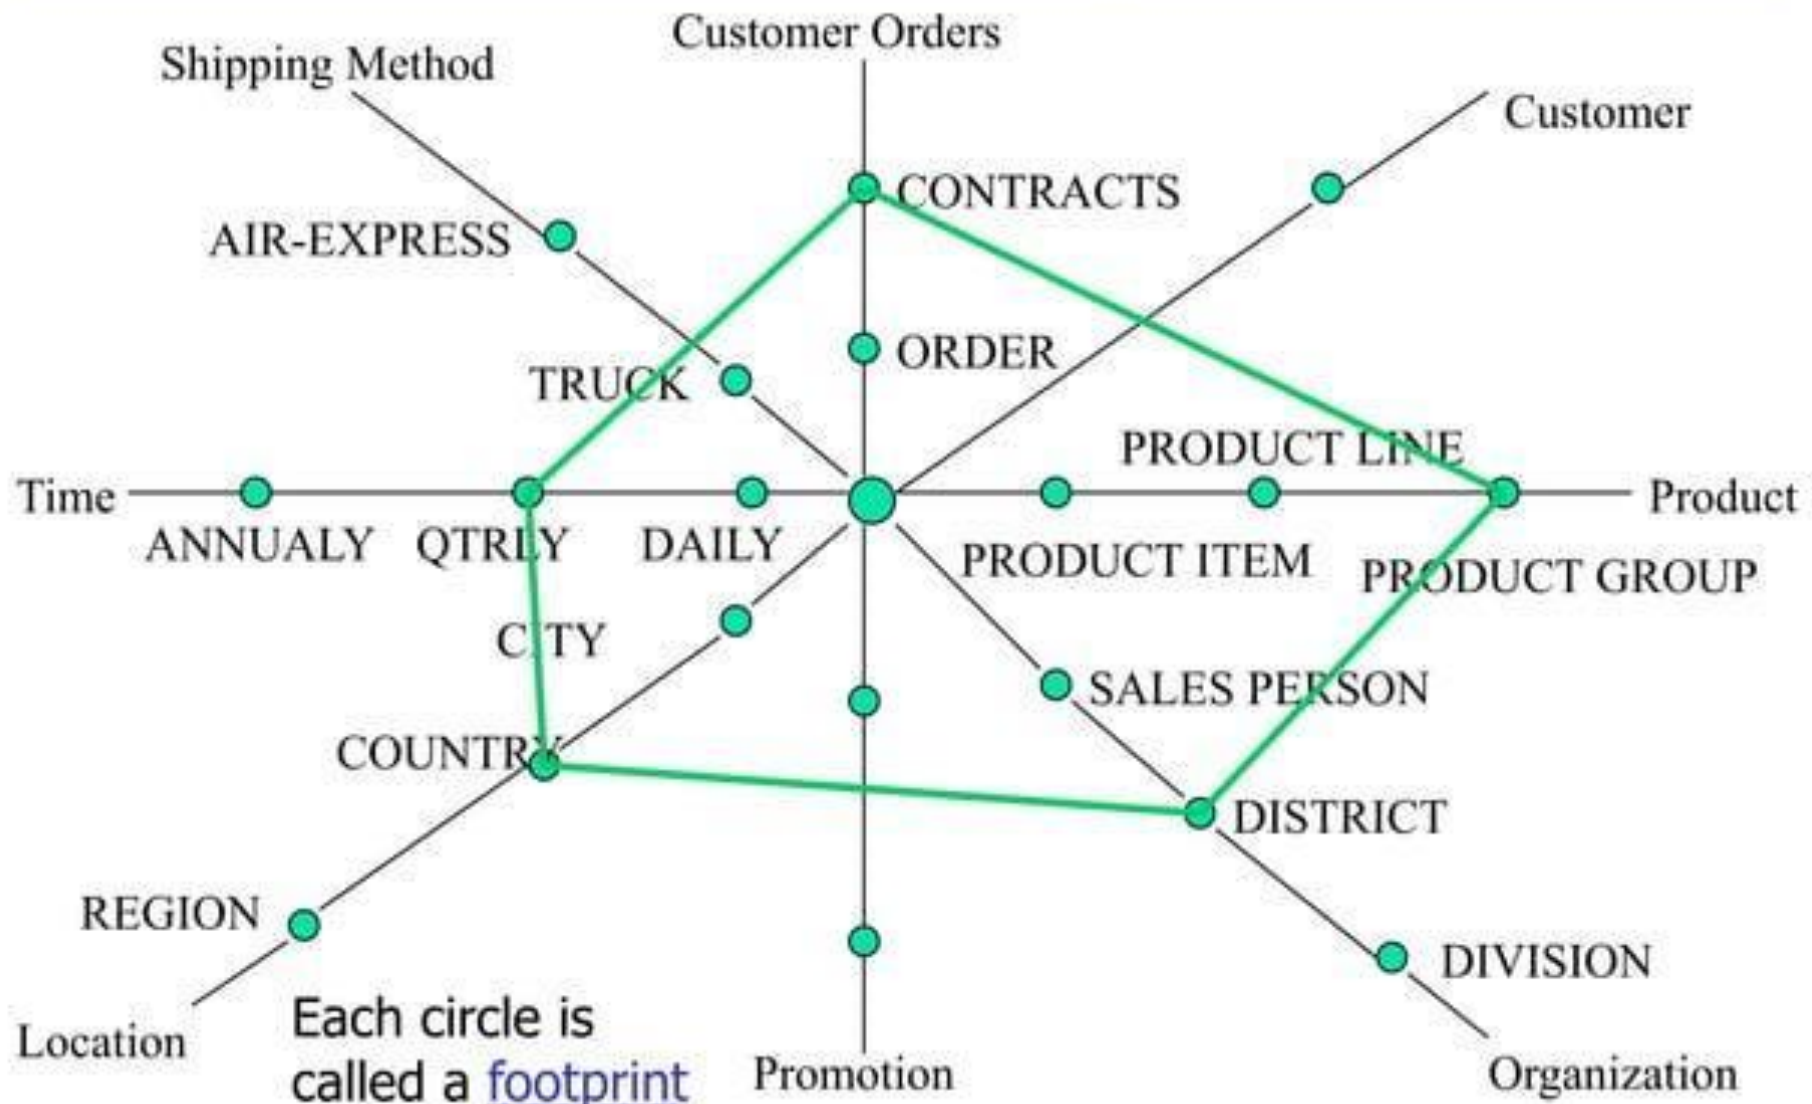 Customer Orders
Shipping Method
Customer
CONTRACTS
AIR-EXPRESS
ORDER
TRUCK
PRODUCT LINE
Time
Product
ANNUALY QTRLY DAILY PRODUCT ITEM PRODUCT GROUP
CITY
SALES PERSON
COUNTRY
DISTRICT
REGION
DIVISION
Each circle is
called a footprint
Location
Promotion
Organization